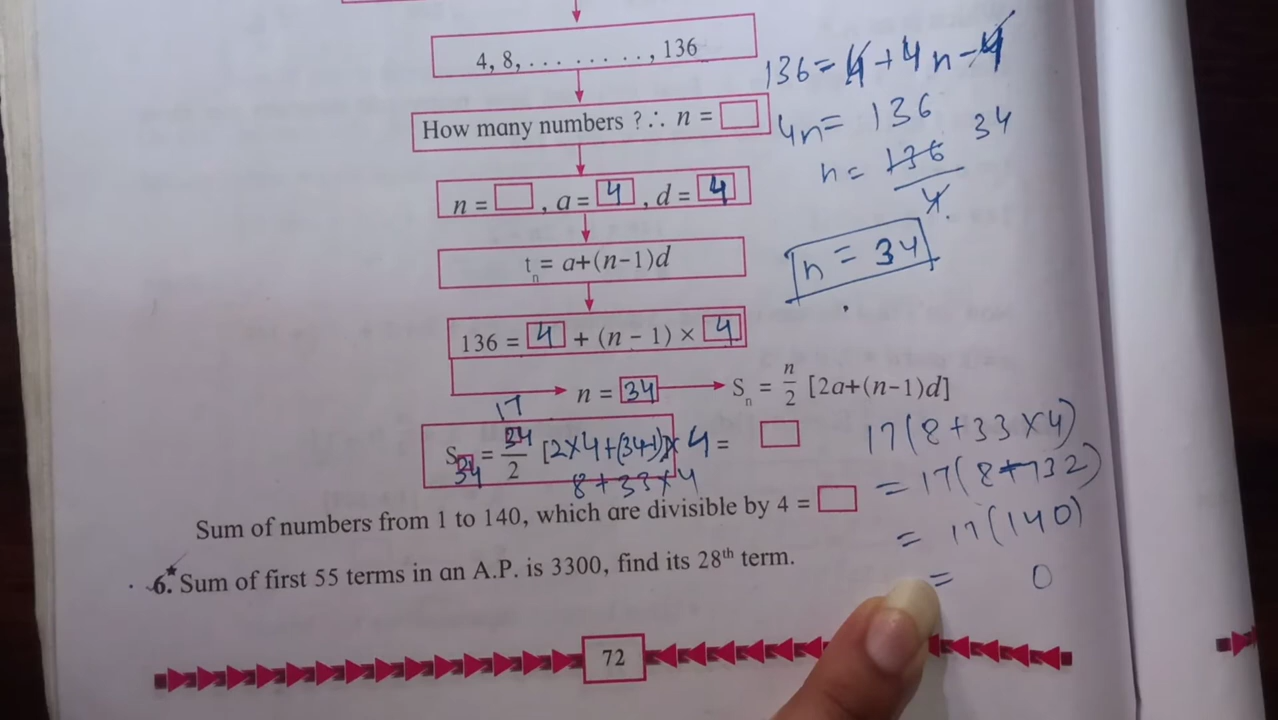 4, 8, . . . . . . . . . , 136
How many numbers ? ∴ n =
n = , a = 4 , d = 4
tn = a+(n–1)d
136 = 4 + (n – 1) × 4
n = 34 Sn = n/2 [2a+(n–1)d]
17
S34 = 34/2 [2×4+(34-1)]× 4 =
8+33×4
Sum of numbers from 1 to 140, which are divisible by 4 =
6.* Sum of first 55 terms in an A.P. is 3300, find its 28th term.
72
136 = 4 + 4n - 4
4n = 136
n = 136/4 34
n = 34
17(8+33×4)
= 17(8+132)
= 17(140)
= 0